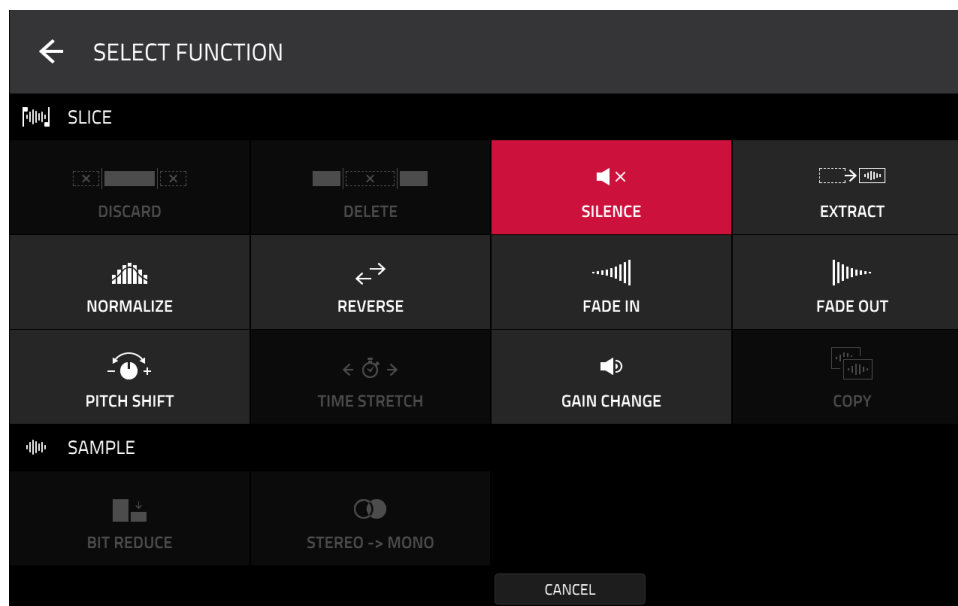 SELECT FUNCTION
SLICE
DISCARD
DELETE
SILENCE
EXTRACT
NORMALIZE
REVERSE
FADE IN
FADE OUT
PITCH SHIFT
TIME STRETCH
GAIN CHANGE
COPY
SAMPLE
BIT REDUCE
STEREO -> MONO
CANCEL